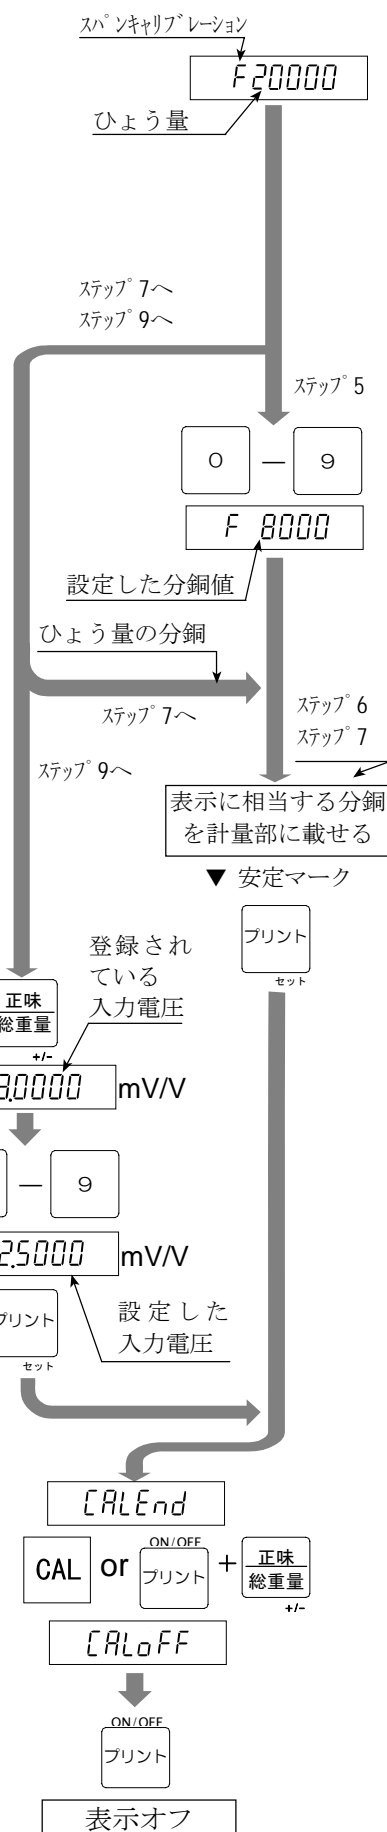 スパンキャリブレーション
F20000
ひょう量
ステップ 7へ
ステップ 9へ
ステップ 5
0 － 9
F 8000
設定した分銅値
ひょう量の分銅
ステップ 7へ
ステップ 6
ステップ 7
ステップ 9へ
表示に相当する分銅
を計量部に載せる
▼ 安定マーク
プリント
セット
登録され
ている
入力電圧
正味
総重量
+/-
3.0000 mV/V
－ 9
2.5000 mV/V
プリント
セット
設定した
入力電圧
CALEnd
CAL or ON/OFF プリント + 正味
総重量
+/-
CALoFF
ON/OFF
プリント
表示オフ